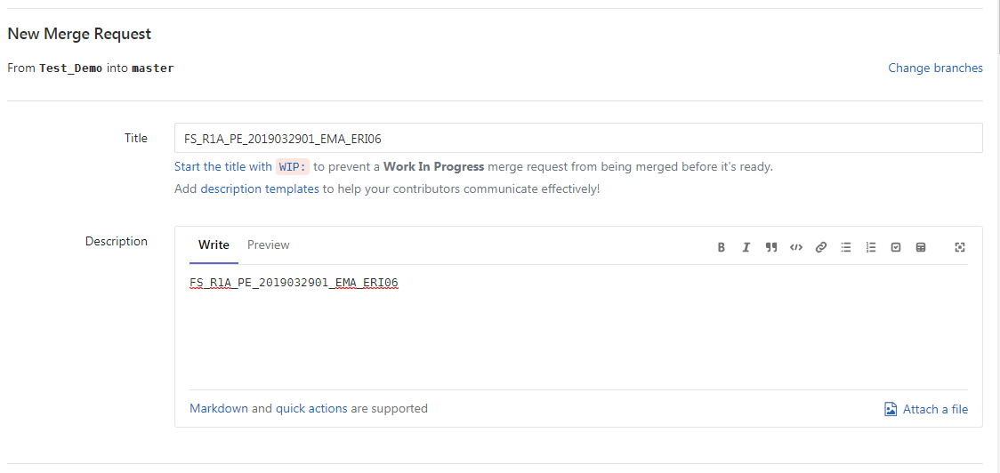 New Merge Request
From Test_Demo into master
Change branches
Title
FS_R1A_PE_2019032901_EMA_ERI06
Start the title with WIP: to prevent a Work In Progress merge request from being merged before it's ready.
Add description templates to help your contributors communicate effectively!
Description
Write Preview
FS_R1A_PE_2019032901_EMA_ERI06
Markdown and quick actions are supported
Attach a file